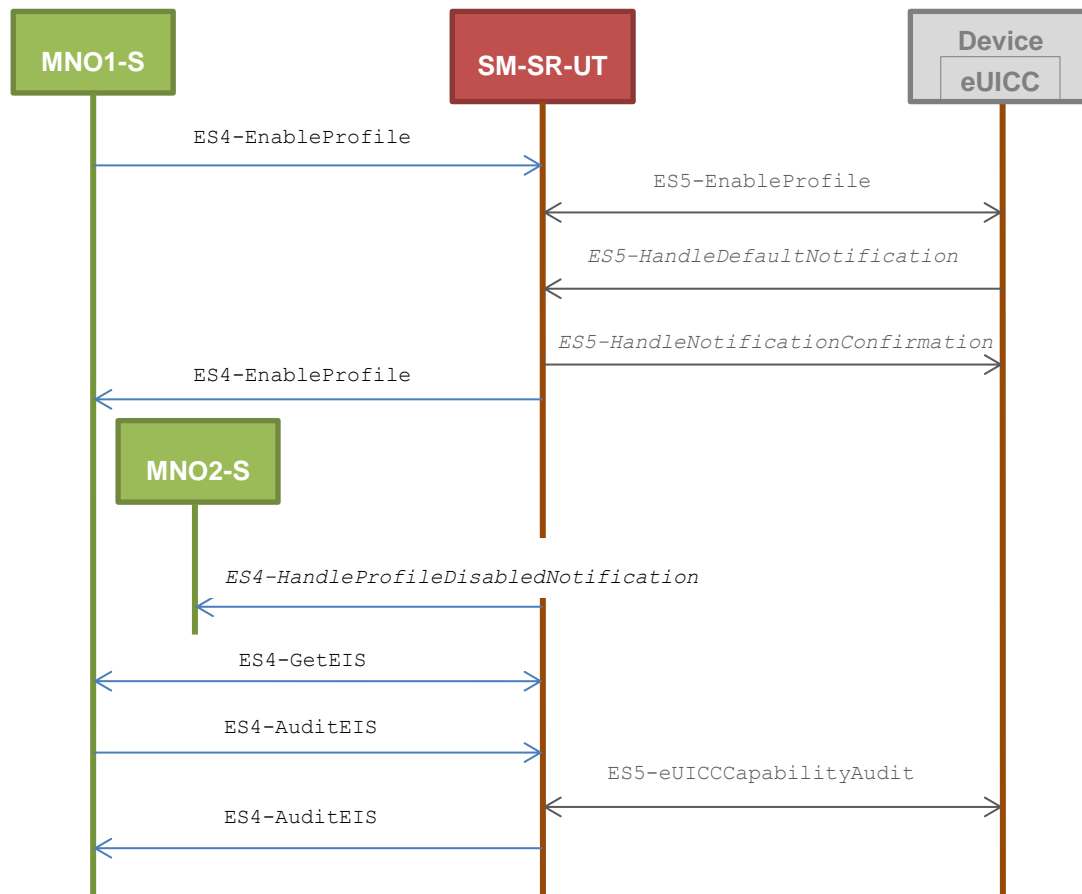 MNO1-S
SM-SR-UT
Device
eUICC
ES4-EnableProfile
ES5-EnableProfile
ES5-HandleDefaultNotification
ES5-HandleNotificationConfirmation
ES4-EnableProfile
MNO2-S
ES4-HandleProfileDisabledNotification
ES4-GetEIS
ES4-AuditEIS
ES5-eUICCCapabilityAudit
ES4-AuditEIS